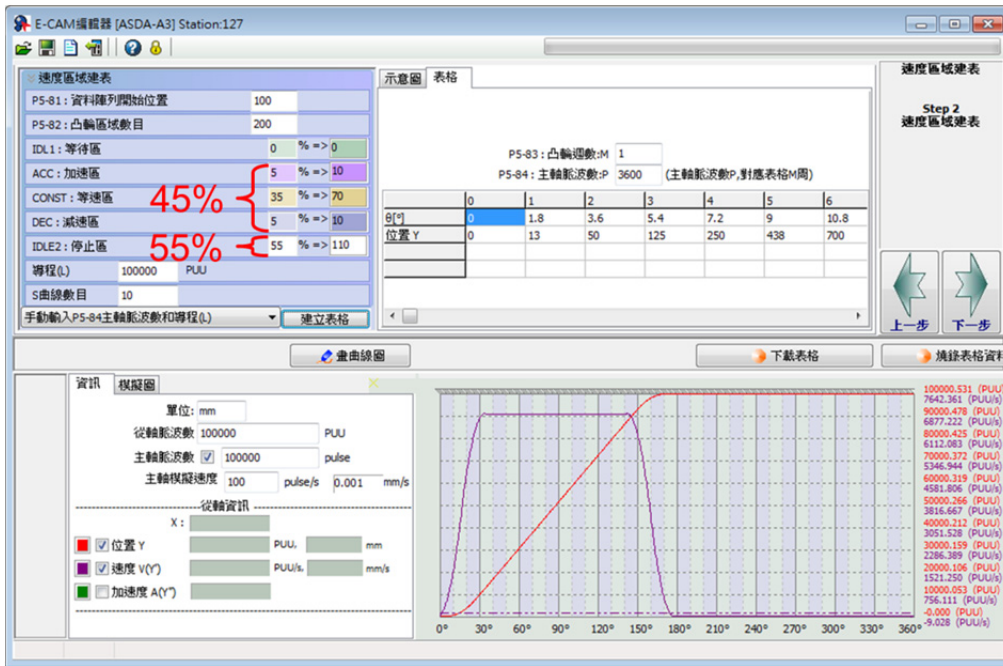 E-CAM編輯器 [ASDA-A3] Station:127
速度區域建表
P5-81 : 資料陣列開始位置 100
P5-82 : 凸輪區域數目 200
IDL1 : 等待區 0 % => 0
ACC : 加速區 5 % => 10
CONST : 等速區 35 % => 70
DEC : 減速區 5 % => 10
IDLE2 : 停止區 55 % => 110
45%
55%
導程(L) 100000 PUU
S曲線數目 10
手動輸入P5-84主軸脈波數和導程(L) 建立表格
示意圖 表格
P5-83 : 凸輪週數:M 1
P5-84 : 主軸脈波數:P 3600 (主軸脈波數P,對應表格M周)
0 1 2 3 4 5 6
θ[°] 0 1.8 3.6 5.4 7.2 9 10.8
位置 Y 0 13 50 125 250 438 700
速度區域建表
Step 2
速度區域建表
上一步 下一步
畫曲線圖 下載表格 燒錄表格資料
資訊 模擬圖
單位: mm
從軸脈波數 100000 PUU
主軸脈波數 100000 pulse
主軸模擬速度 100 pulse/s 0.001 mm/s
從軸資訊
X :
位置 Y PUU, mm
速度 V(Y') PUU/s, mm/s
加速度 A(Y")
100000.531 (PUU)
7642.361 (PUU/s)
90000.478 (PUU)
6877.222 (PUU/s)
80000.425 (PUU)
6112.083 (PUU/s)
70000.372 (PUU)
5346.944 (PUU/s)
60000.319 (PUU)
4581.806 (PUU/s)
50000.266 (PUU)
3816.667 (PUU/s)
40000.212 (PUU)
3051.528 (PUU/s)
30000.159 (PUU)
2286.389 (PUU/s)
20000.106 (PUU)
1521.250 (PUU/s)
10000.053 (PUU)
756.111 (PUU/s)
-0.000 (PUU)
-9.028 (PUU/s)
0° 30° 60° 90° 120° 150° 180° 210° 240° 270° 300° 330° 360°